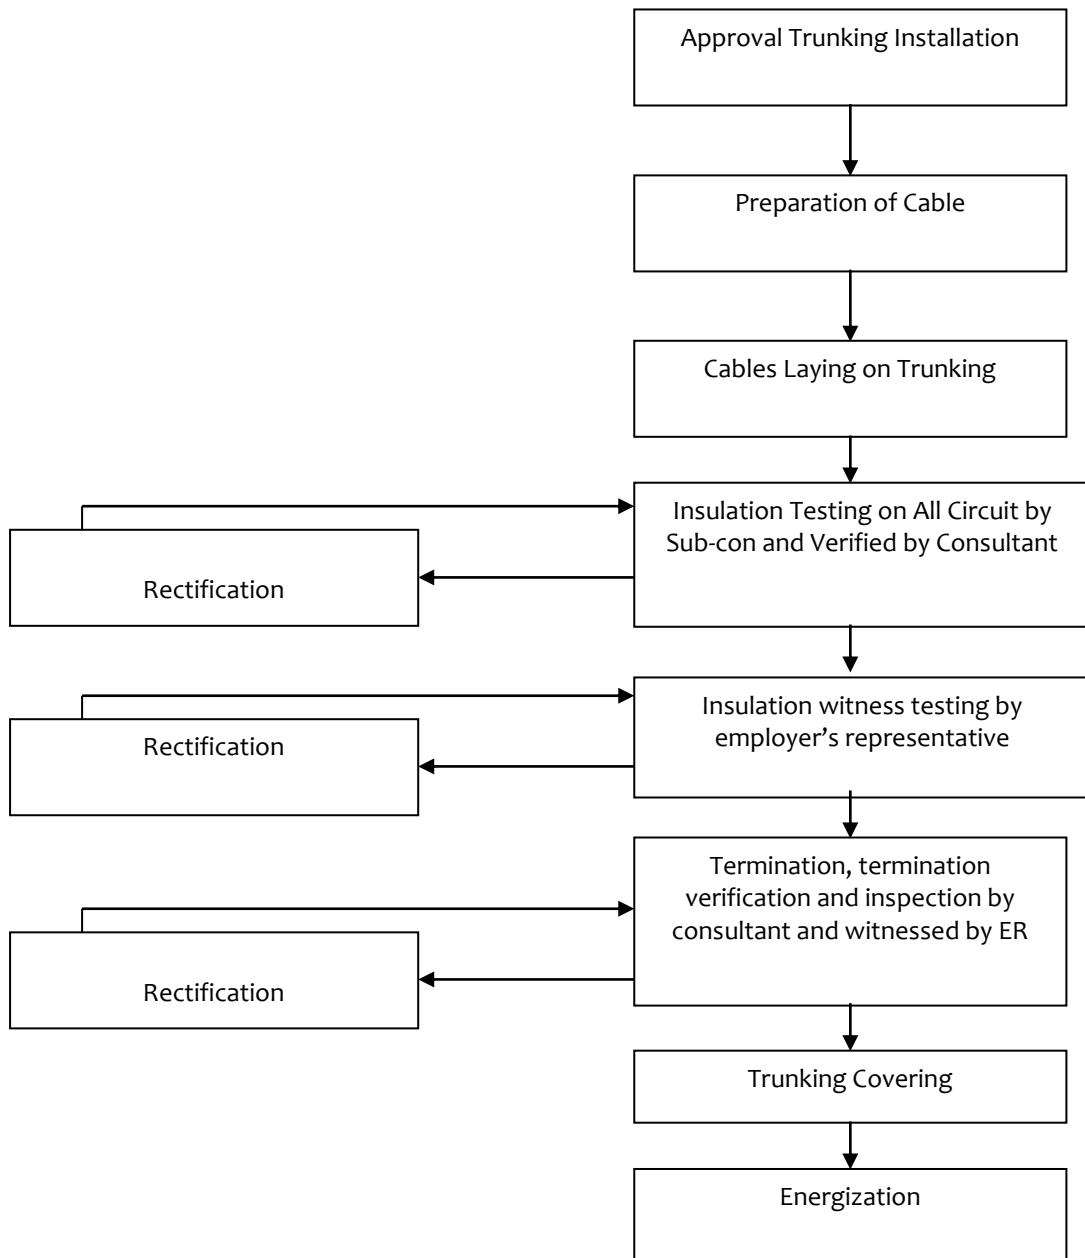 Approval Trunking Installation
Preparation of Cable
Cables Laying on Trunking
Insulation Testing on All Circuit by
Sub-con and Verified by Consultant
Rectification
Insulation witness testing by
employer’s representative
Rectification
Termination, termination
verification and inspection by
consultant and witnessed by ER
Rectification
Trunking Covering
Energization